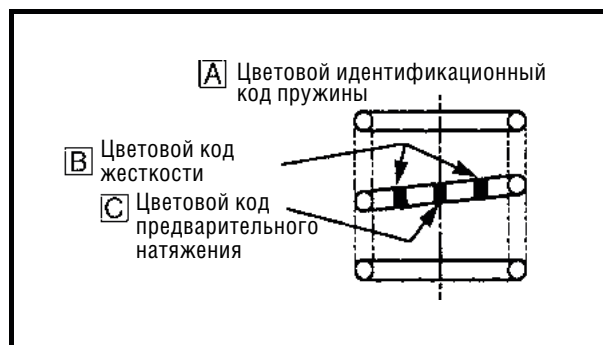 A Цветовой идентификационный
код пружины
B Цветовой код
жесткости
C Цветовой код
предварительного
натяжения